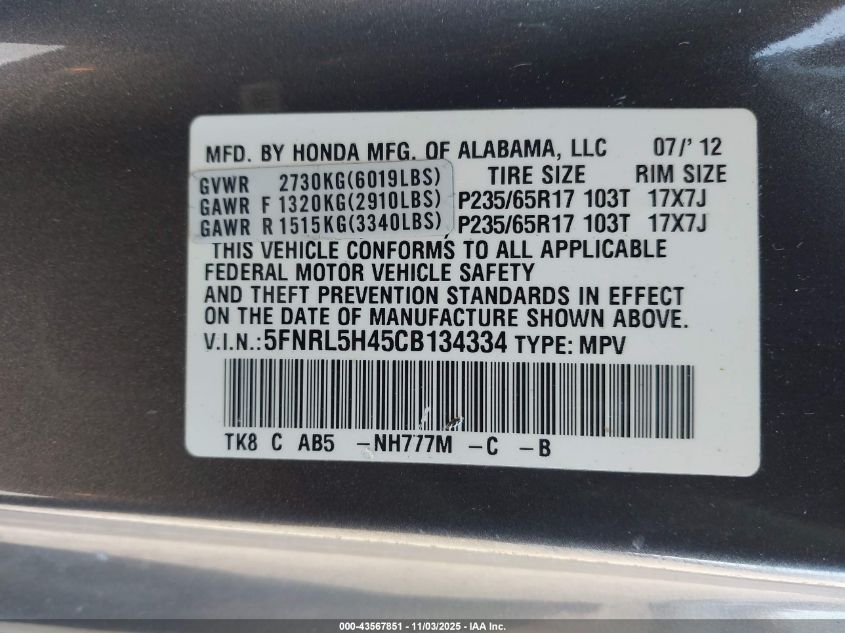 MFD. BY HONDA MFG. OF ALABAMA, LLC 07/'12
GVWR 2730KG(6019LBS) TIRE SIZE RIM SIZE
GAWR F 1320KG(2910LBS) P235/65R17 103T 17X7J
GAWR R 1515KG(3340LBS) P235/65R17 103T 17X7J
THIS VEHICLE CONFORMS TO ALL APPLICABLE
FEDERAL MOTOR VEHICLE SAFETY
AND THEFT PREVENTION STANDARDS IN EFFECT
ON THE DATE OF MANUFACTURE SHOWN ABOVE.
V.I.N.:5FNRL5H45CB134334 TYPE: MPV
TK8 C AB5 -NH777M -C -B
000-43567851 - 11/03/2025 - IAA Inc.